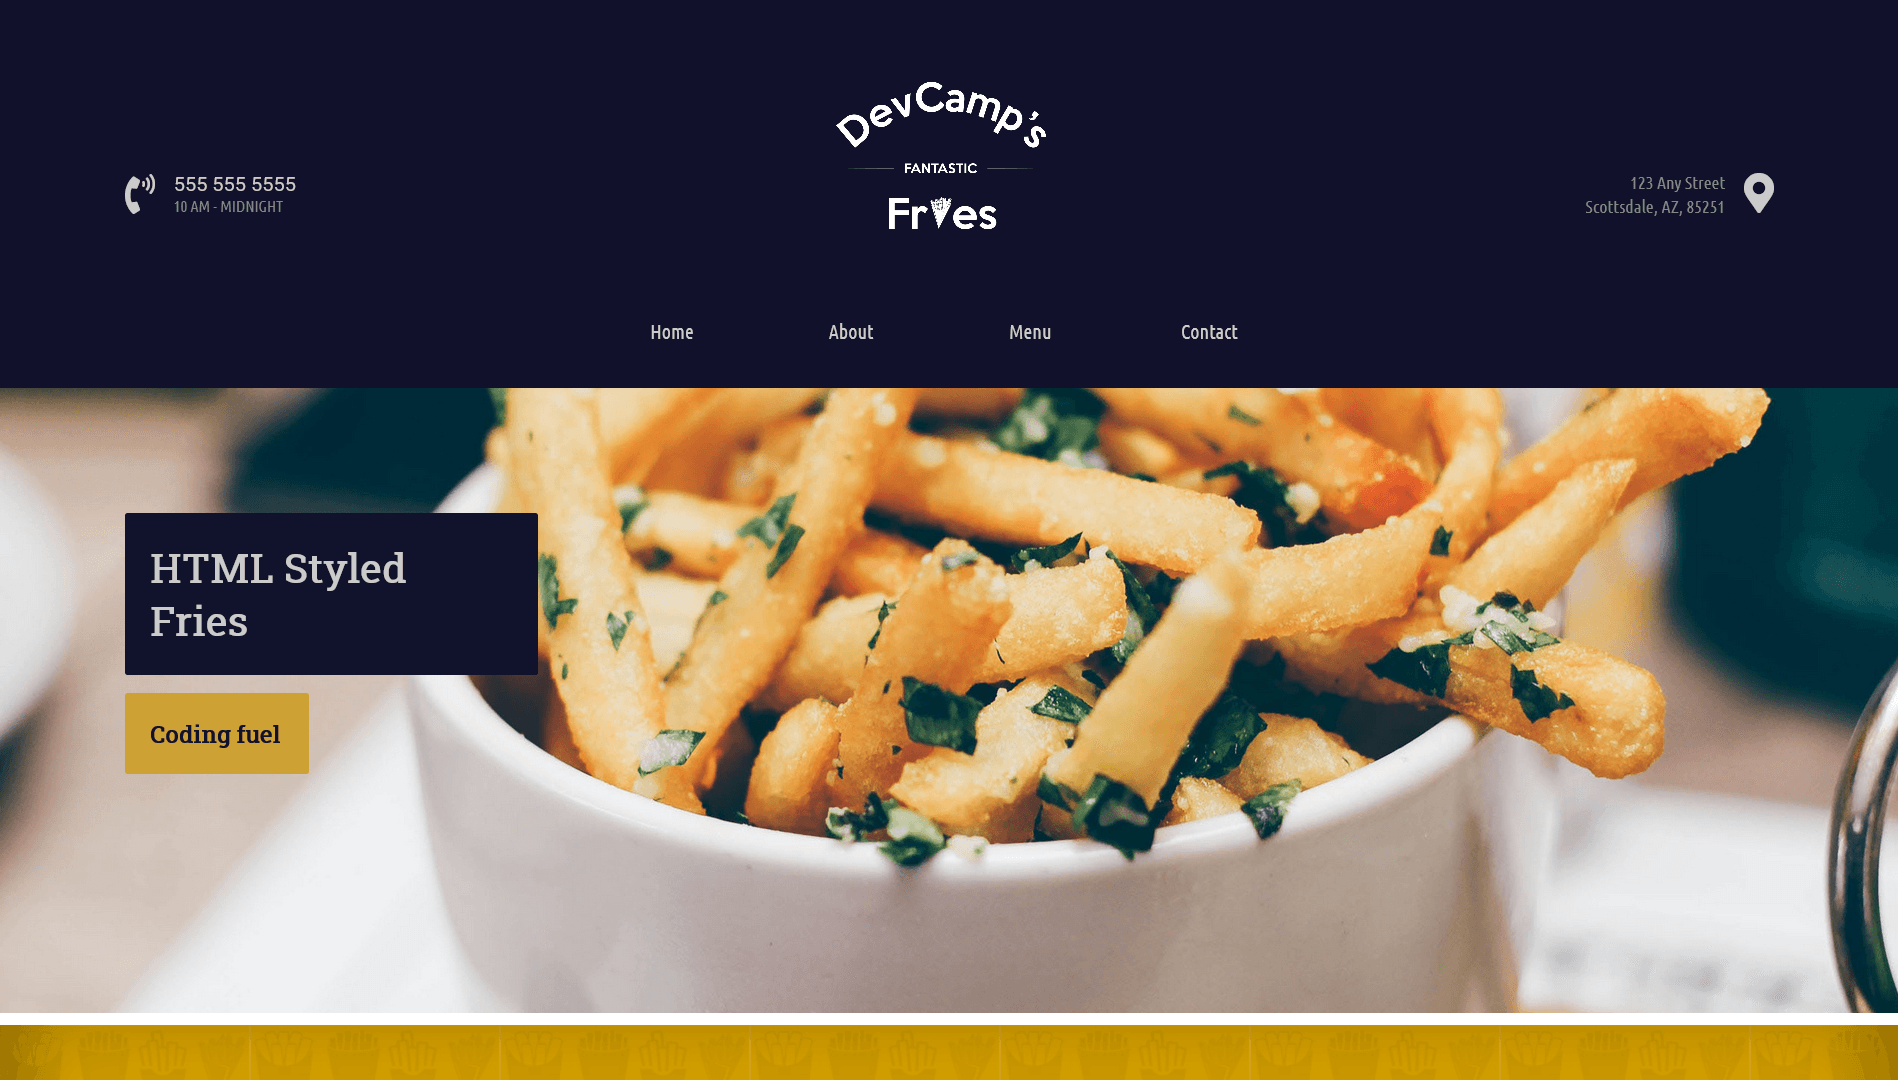 DevCamp's
FANTASTIC
Fries
555 555 5555
10 AM - MIDNIGHT
123 Any Street
Scottsdale, AZ, 85251
Home
About
Menu
Contact
HTML Styled
Fries
Coding fuel